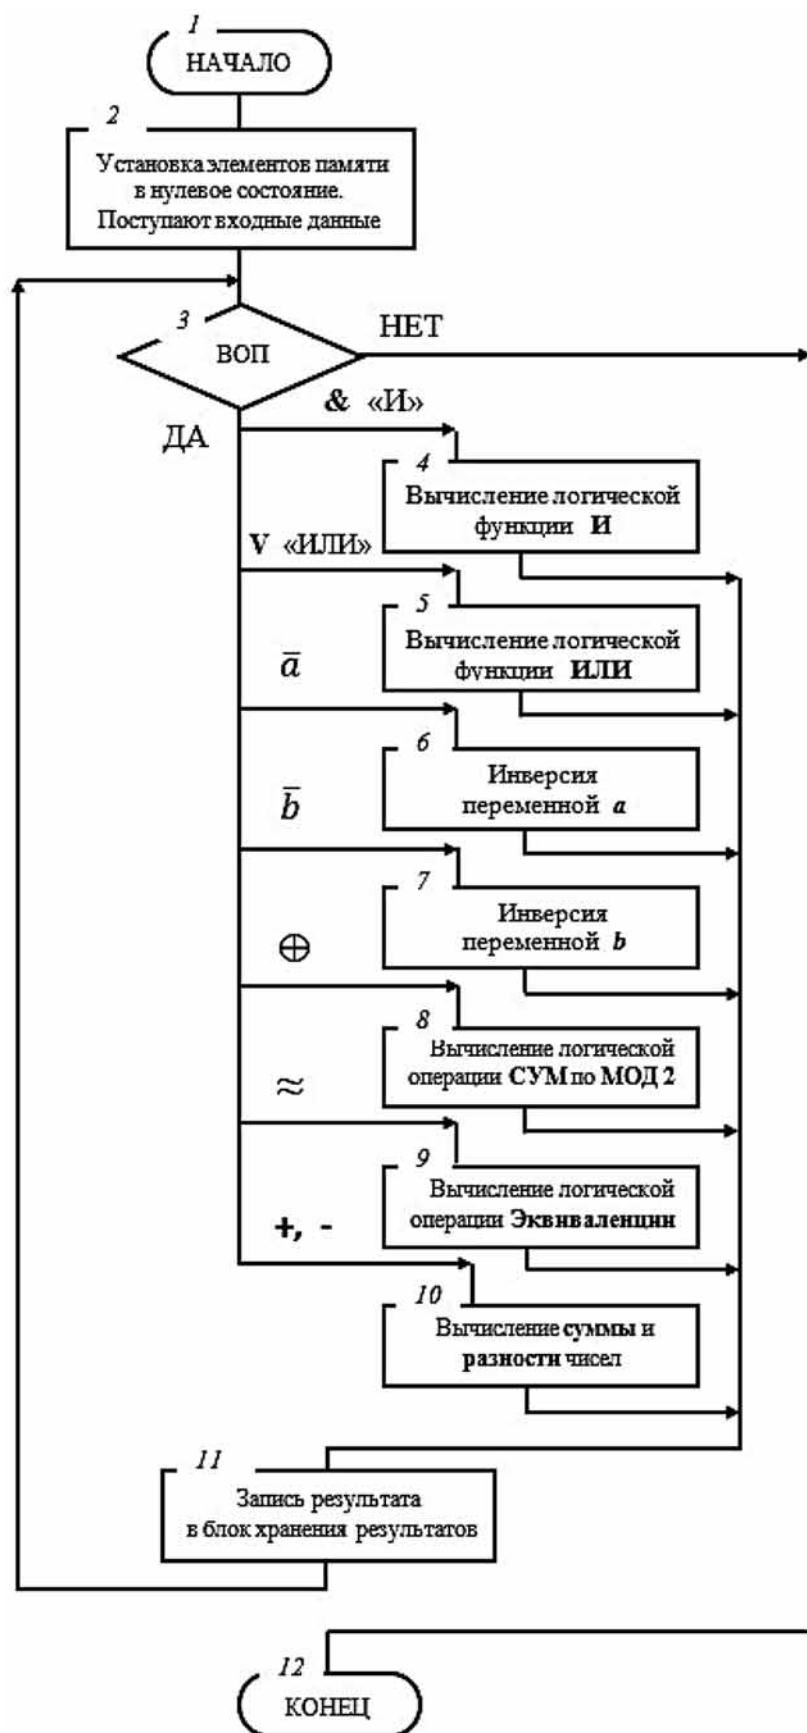 1
НАЧАЛО
2
Установка элементов памяти
в нулевое состояние.
Поступают входные данные
3
ВОП
НЕТ
ДА
& «И»
4
Вычисление логической
функции И
V «ИЛИ»
5
Вычисление логической
функции ИЛИ
a̅
6
Инверсия
переменной a
b̅
7
Инверсия
переменной b
⊕
8
Вычисление логической
операции СУМ по МОД 2
≈
9
Вычисление логической
операции Эквиваленции
+, -
10
Вычисление суммы и
разности чисел
11
Запись результата
в блок хранения результатов
12
КОНЕЦ